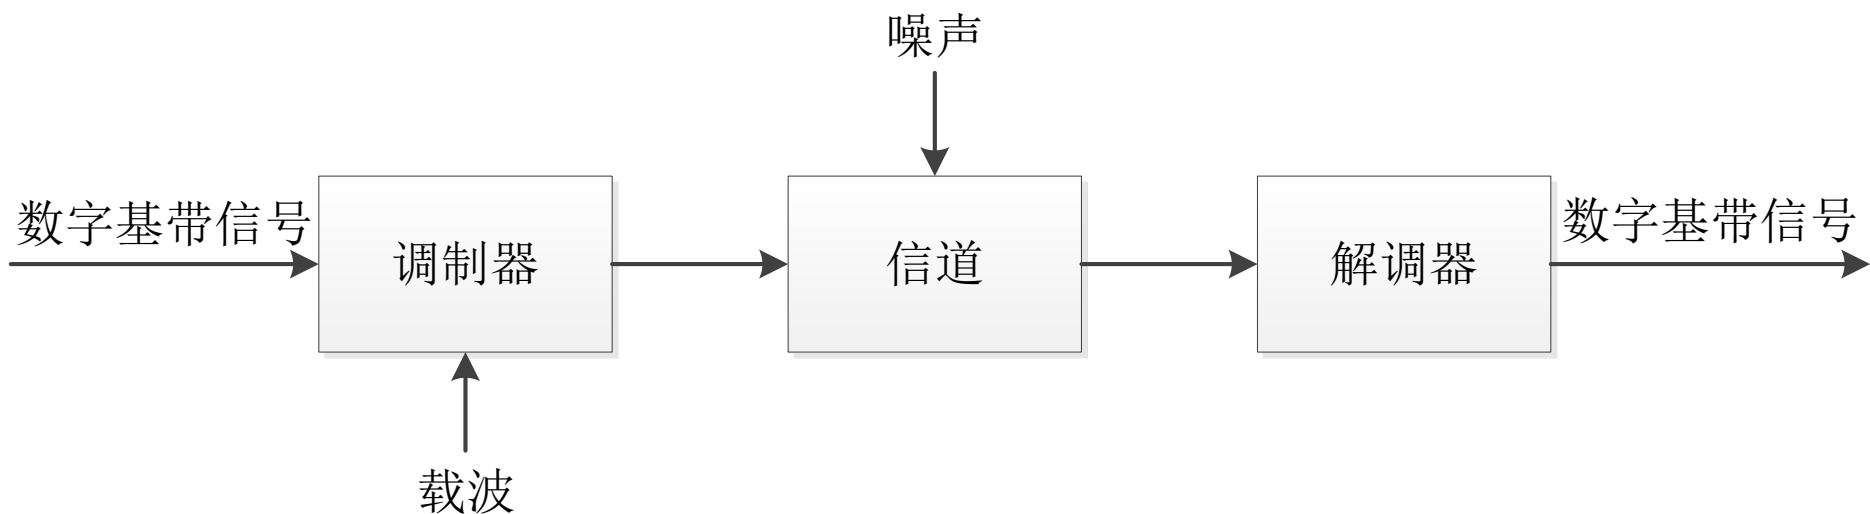 噪声
数字基带信号
调制器
信道
解调器
数字基带信号
载波